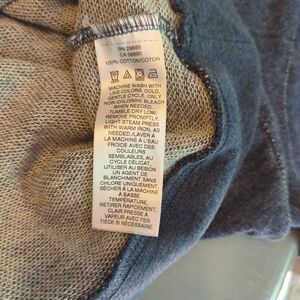 RN 29685
CA 56690
100% COTTON/COTON
MACHINE WASH WITH
LIKE COLORS, COLD,
GENTLE CYCLE. ONLY
NON-CHLORINE BLEACH
WHEN NEEDED.
TUMBLE DRY LOW.
REMOVE PROMPTLY.
LIGHT STEAM PRESS
WITH WARM IRON, AS
NEEDED./LAVER À
LA MACHINE À L'EAU
FROIDE AVEC DES
COULEURS
SEMBLABLES, AU
CYCLE DÉLICAT.
UTILISER AU BESOIN
UN AGENT DE
BLANCHIMENT SANS
CHLORE UNIQUEMENT.
SÉCHER À LA MACHINE
À BASSE
TEMPÉRATURE.
RETIRER RAPIDEMENT.
CLAIR PRESSE À
VAPEUR AVEC FER
TIÈDE SI NÉCESSAIRE.